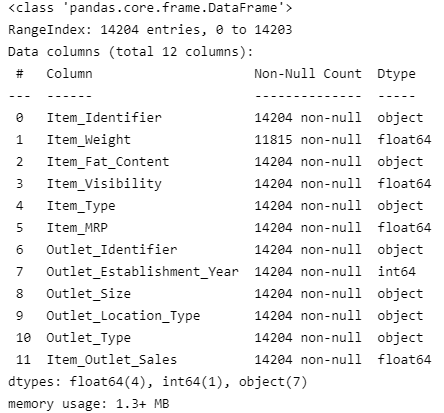 <class 'pandas.core.frame.DataFrame'>
RangeIndex: 14204 entries, 0 to 14203
Data columns (total 12 columns):
 #   Column                     Non-Null Count  Dtype
---  ------                     --------------  -----
 0   Item_Identifier            14204 non-null  object
 1   Item_Weight                11815 non-null  float64
 2   Item_Fat_Content           14204 non-null  object
 3   Item_Visibility            14204 non-null  float64
 4   Item_Type                  14204 non-null  object
 5   Item_MRP                   14204 non-null  float64
 6   Outlet_Identifier          14204 non-null  object
 7   Outlet_Establishment_Year  14204 non-null  int64
 8   Outlet_Size                14204 non-null  object
 9   Outlet_Location_Type       14204 non-null  object
 10  Outlet_Type                14204 non-null  object
 11  Item_Outlet_Sales          14204 non-null  float64
dtypes: float64(4), int64(1), object(7)
memory usage: 1.3+ MB